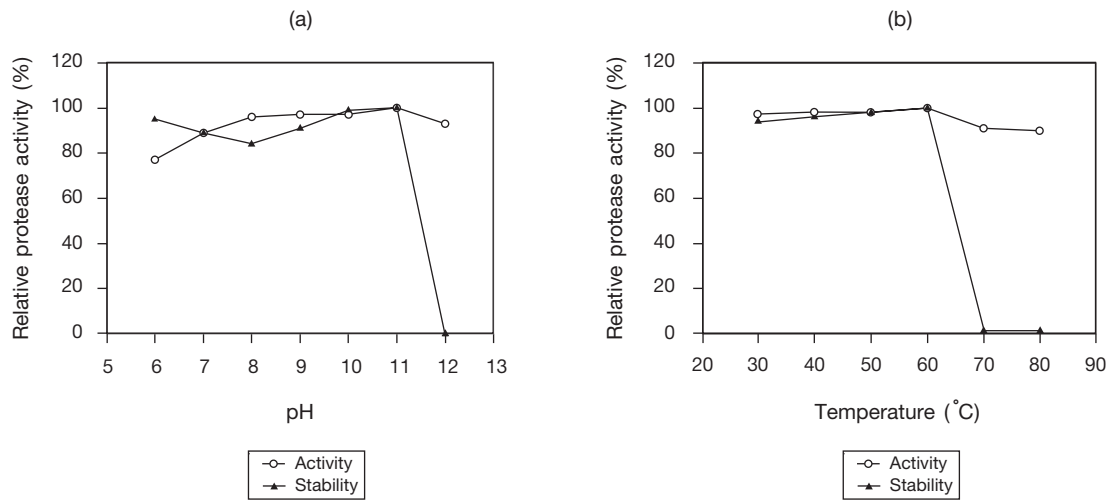 (a)
Relative protease activity (%)
120
100
80
60
40
20
0
5 6 7 8 9 10 11 12 13
pH
Activity
Stability
(b)
Relative protease activity (%)
120
100
80
60
40
20
0
20 30 40 50 60 70 80 90
Temperature (°C)
Activity
Stability